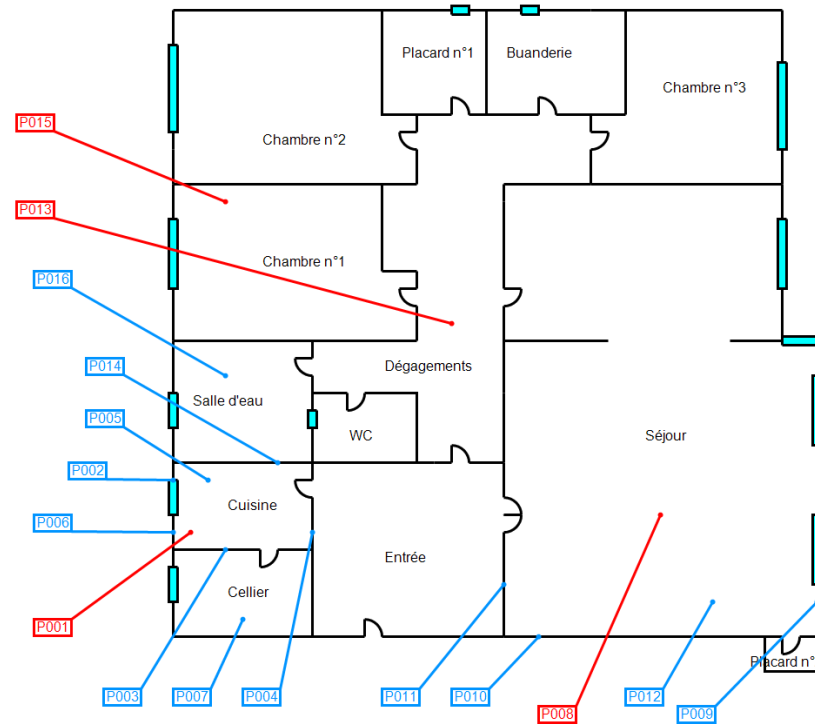 Placard n°1
Buanderie
Chambre n°3
P015
Chambre n°2
P013
Chambre n°1
P016
P014
Dégagements
Salle d'eau
P005
WC
Séjour
P002
Cuisine
P006
Entrée
Cellier
P001
Placard n°
P003
P007
P004
P011
P010
P012
P009
P008